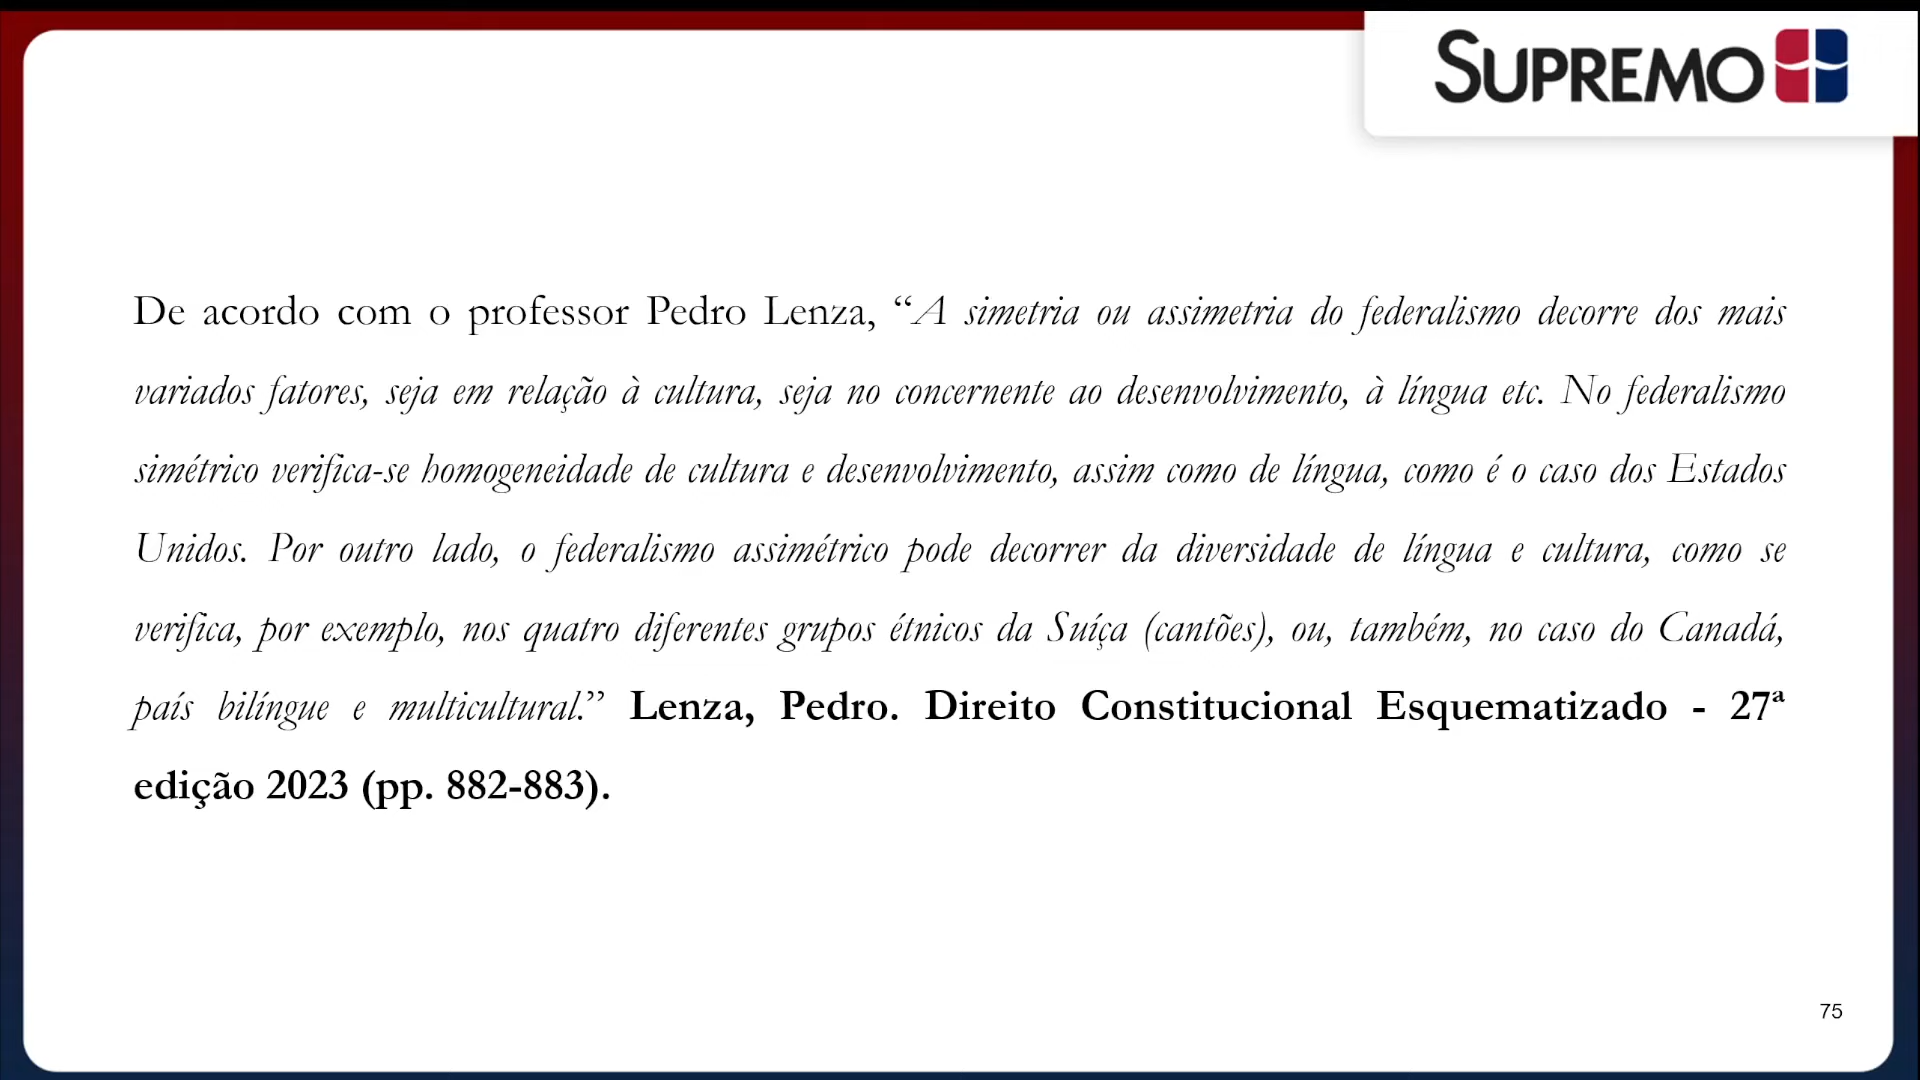 SUPREMO
De acordo com o professor Pedro Lenza, “A simetria ou assimetria do federalismo decorre dos mais
variados fatores, seja em relação à cultura, seja no concernente ao desenvolvimento, à língua etc. No federalismo
simétrico verifica-se homogeneidade de cultura e desenvolvimento, assim como de língua, como é o caso dos Estados
Unidos. Por outro lado, o federalismo assimétrico pode decorrer da diversidade de língua e cultura, como se
verifica, por exemplo, nos quatro diferentes grupos étnicos da Suíça (cantões), ou, também, no caso do Canadá,
país bilíngue e multicultural.” Lenza, Pedro. Direito Constitucional Esquematizado - 27ª
edição 2023 (pp. 882-883).
75